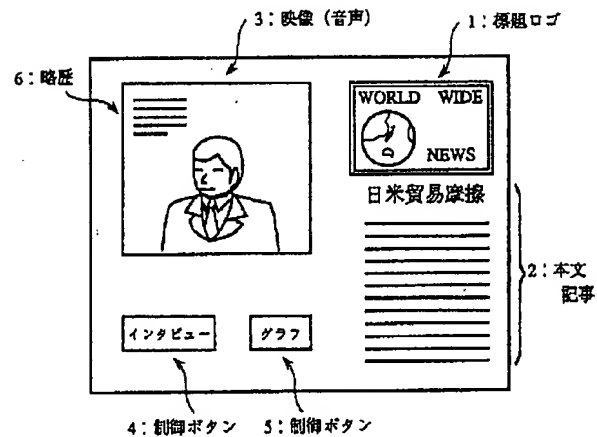 3：映像（音声）
1：標題ロゴ
6：略歴
WORLD WIDE
NEWS
日米貿易摩擦
2：本文
記事
インタビュー
グラフ
4：制御ボタン
5：制御ボタン